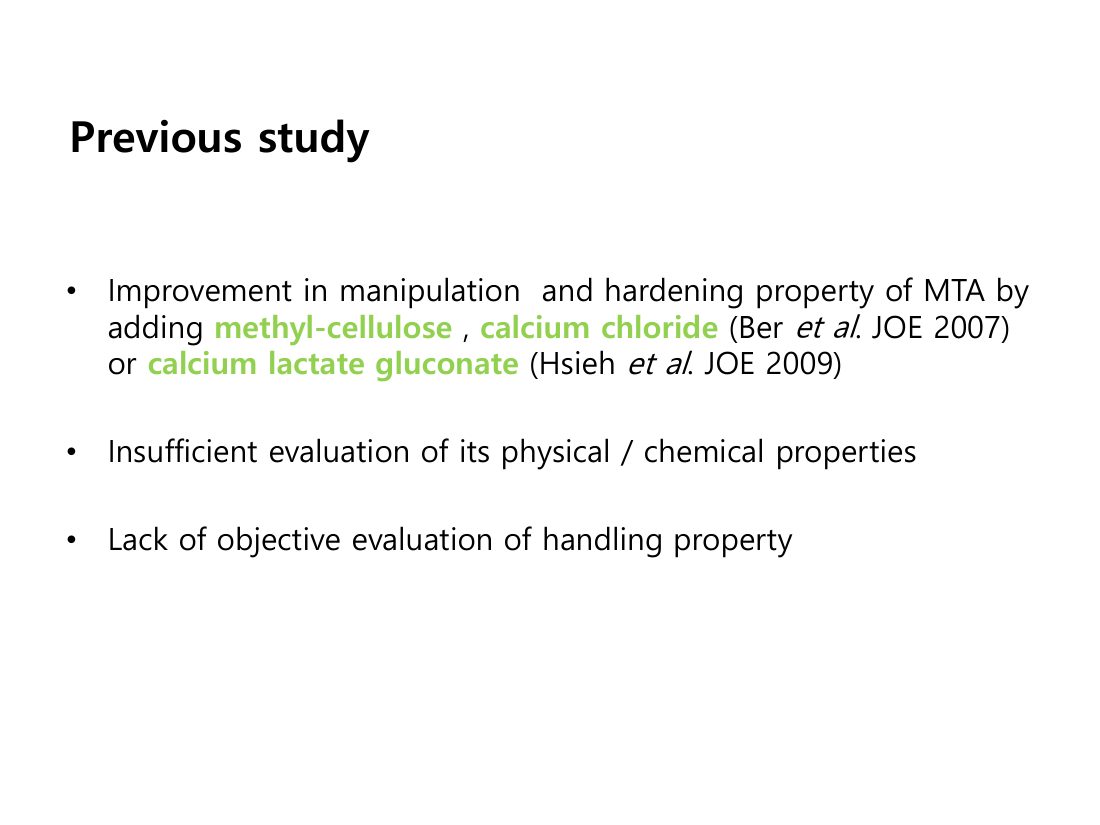 Previous study
• Improvement in manipulation  and hardening property of MTA by
adding methyl-cellulose , calcium chloride (Ber et al. JOE 2007)
or calcium lactate gluconate (Hsieh et al. JOE 2009)
• Insufficient evaluation of its physical / chemical properties
• Lack of objective evaluation of handling property